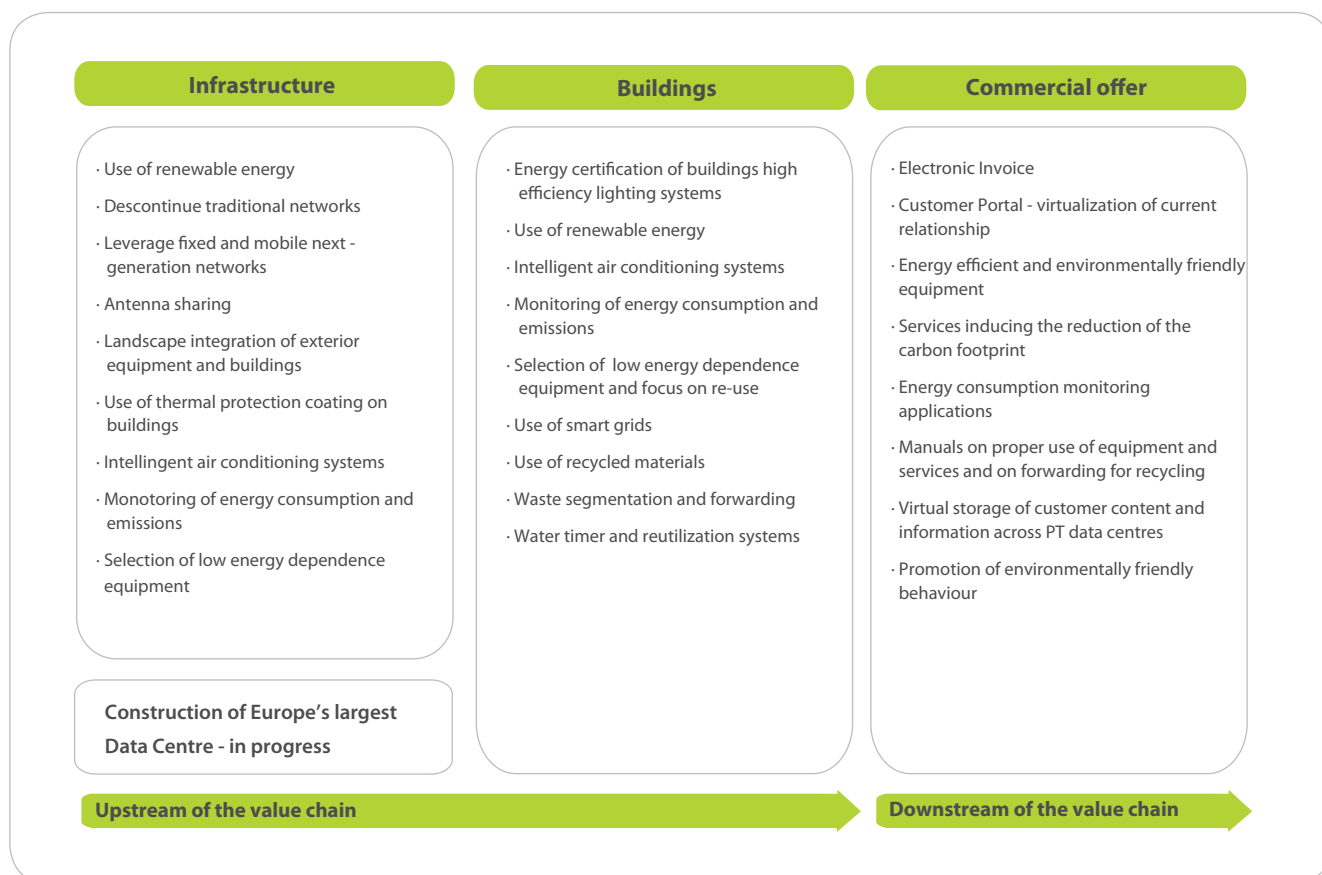 Infrastructure
· Use of renewable energy
· Descontinue traditional networks
· Leverage fixed and mobile next -
generation networks
· Antenna sharing
· Landscape integration of exterior
equipment and buildings
· Use of thermal protection coating on
buildings
· Intellingent air conditioning systems
· Monotoring of energy consumption and
emissions
· Selection of low energy dependence
equipment
Construction of Europe’s largest
Data Centre - in progress
Buildings
· Energy certification of buildings high
efficiency lighting systems
· Use of renewable energy
· Intelligent air conditioning systems
· Monitoring of energy consumption and
emissions
· Selection of low energy dependence
equipment and focus on re-use
· Use of smart grids
· Use of recycled materials
· Waste segmentation and forwarding
· Water timer and reutilization systems
Commercial offer
· Electronic Invoice
· Customer Portal - virtualization of current
relationship
· Energy efficient and environmentally friendly
equipment
· Services inducing the reduction of the
carbon footprint
· Energy consumption monitoring
applications
· Manuals on proper use of equipment and
services and on forwarding for recycling
· Virtual storage of customer content and
information across PT data centres
· Promotion of environmentally friendly
behaviour
Upstream of the value chain
Downstream of the value chain